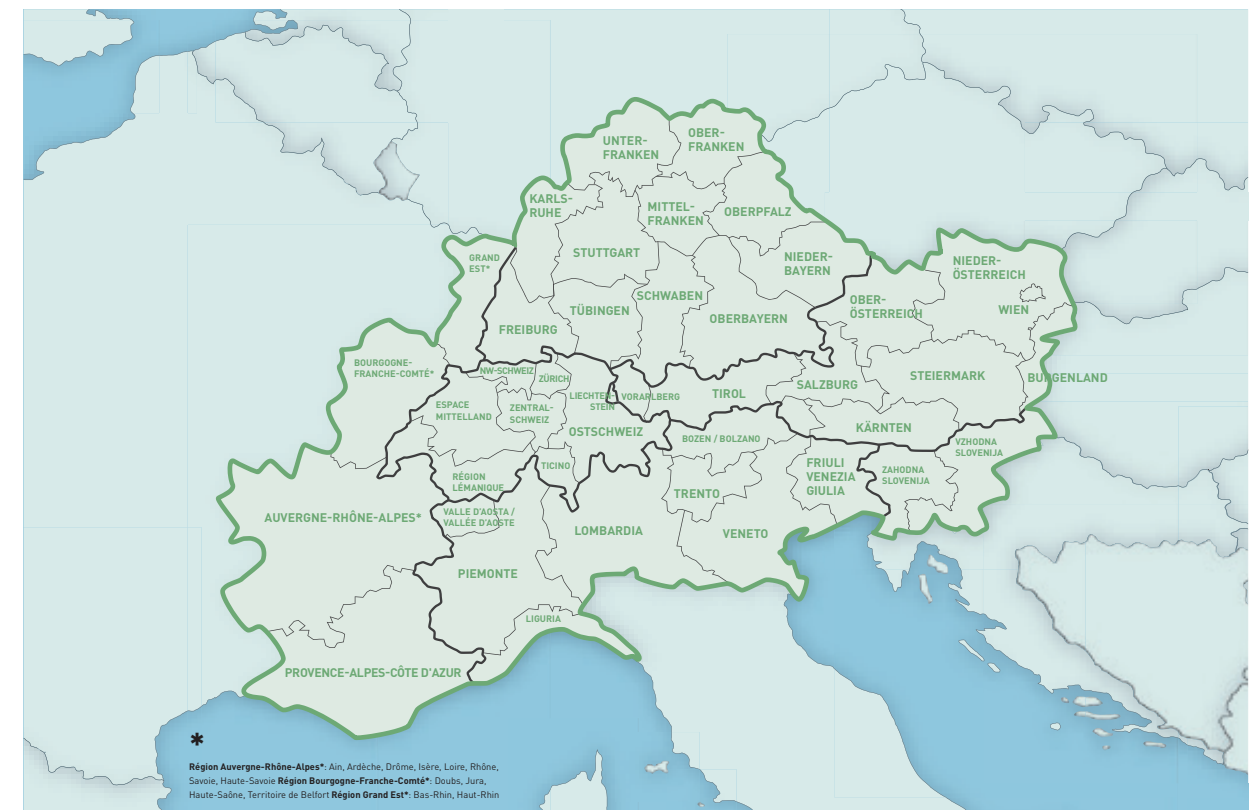 UNTER-
FRANKEN
OBER-
FRANKEN
KARLS-
RUHE
MITTEL-
FRANKEN
OBERPFALZ
GRAND
EST*
STUTTGART
NIEDER-
BAYERN
NIEDER-
ÖSTERREICH
SCHWABEN
OBER-
ÖSTERREICH
TÜBINGEN
WIEN
FREIBURG
OBERBAYERN
BOURGOGNE-
FRANCHE-COMTÉ*
NW-SCHWEIZ
ZÜRICH
STEIERMARK
BURGENLAND
SALZBURG
LIECHTEN-
STEIN
VORARLBERG
TIROL
ESPACE
MITTELLAND
ZENTRAL-
SCHWEIZ
OSTSCHWEIZ
KÄRNTEN
BOZEN / BOLZANO
VZHODNA
SLOVENIJA
TICINO
FRIULI
VENEZIA
GIULIA
ZAHODNA
SLOVENIJA
RÉGION
LÉMANIQUE
TRENTO
VALLE D'AOSTA /
VALLÉE D'AOSTE
AUVERGNE-RHÔNE-ALPES*
LOMBARDIA
VENETO
PIEMONTE
LIGURIA
PROVENCE-ALPES-CÔTE D'AZUR
*
Région Auvergne-Rhône-Alpes*: Ain, Ardèche, Drôme, Isère, Loire, Rhône,
Savoie, Haute-Savoie Région Bourgogne-Franche-Comté*: Doubs, Jura,
Haute-Saône, Territoire de Belfort Région Grand Est*: Bas-Rhin, Haut-Rhin